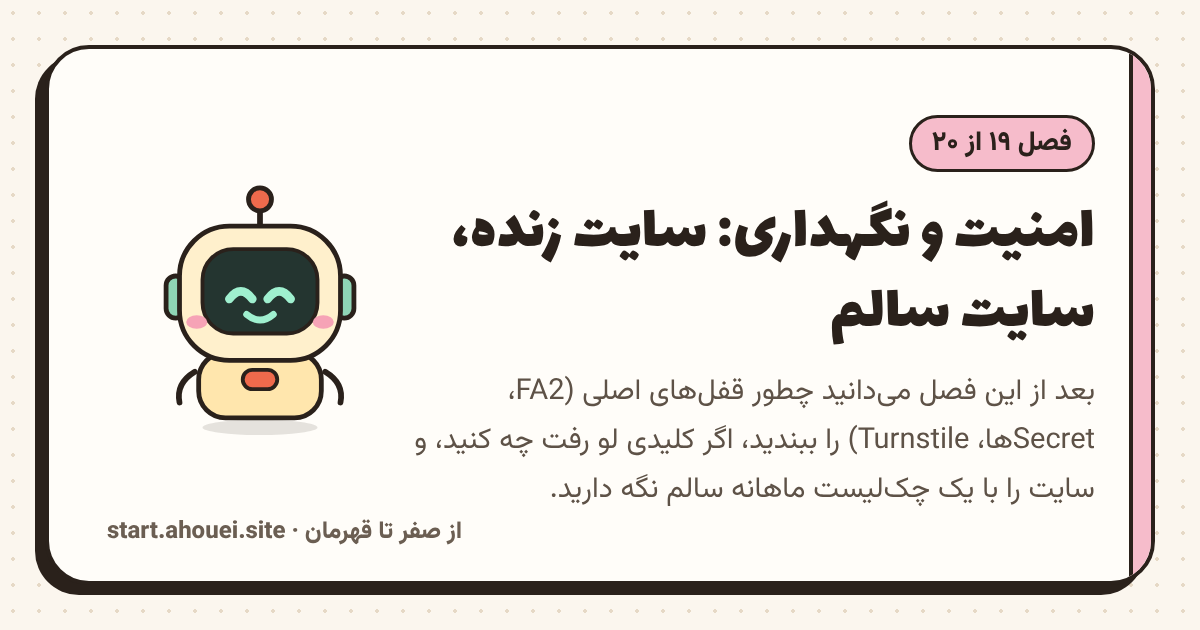 فصل ۱۹ از ۲۰
امنیت و نگهداری: سایت زنده،
سایت سالم
بعد از این فصل می‌دانید چطور قفل‌های اصلی (FA2،
Secretها، Turnstile) را ببندید، اگر کلیدی لو رفت چه کنید، و
سایت را با یک چک‌لیست ماهانه سالم نگه دارید.
از صفر تا قهرمان · start.ahouei.site